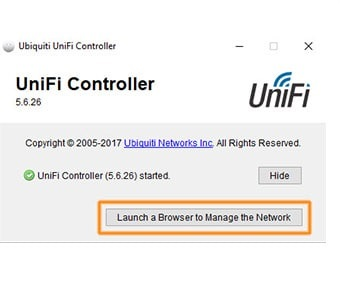 Ubiquiti UniFi Controller
UniFi Controller
5.6.26
UniFi
Copyright © 2005-2017 Ubiquiti Networks Inc. All Rights Reserved.
UniFi Controller (5.6.26) started.
Hide
Launch a Browser to Manage the Network